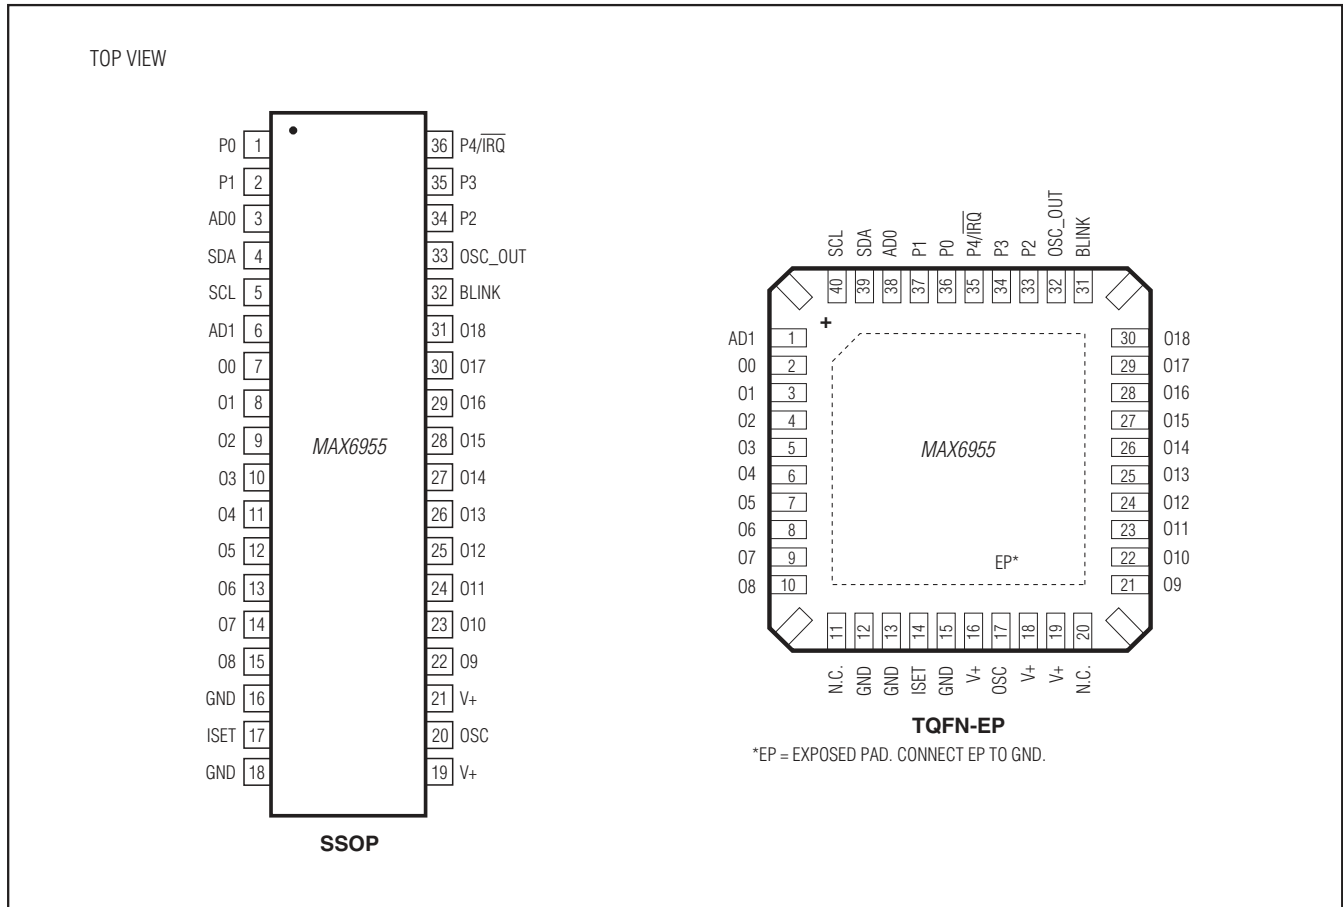 TOP VIEW
P0 1
P1 2
AD0 3
SDA 4
SCL 5
AD1 6
O0 7
O1 8
O2 9
O3 10
O4 11
O5 12
O6 13
O7 14
O8 15
GND 16
ISET 17
GND 18
MAX6955
36 P4/IRQ
35 P3
34 P2
33 OSC_OUT
32 BLINK
31 O18
30 O17
29 O16
28 O15
27 O14
26 O13
25 O12
24 O11
23 O10
22 O9
21 V+
20 OSC
19 V+
SSOP
SCL SDA AD0 P1 P0 P4/IRQ P3 P2 OSC_OUT BLINK
40 39 38 37 36 35 34 33 32 31
+
AD1 1
O0 2
O1 3
O2 4
O3 5
O4 6
O5 7
O6 8
O7 9
O8 10
MAX6955
EP*
30 O18
29 O17
28 O16
27 O15
26 O14
25 O13
24 O12
23 O11
22 O10
21 O9
11 12 13 14 15 16 17 18 19 20
N.C. GND GND ISET GND V+ OSC V+ V+ N.C.
TQFN-EP
*EP = EXPOSED PAD. CONNECT EP TO GND.